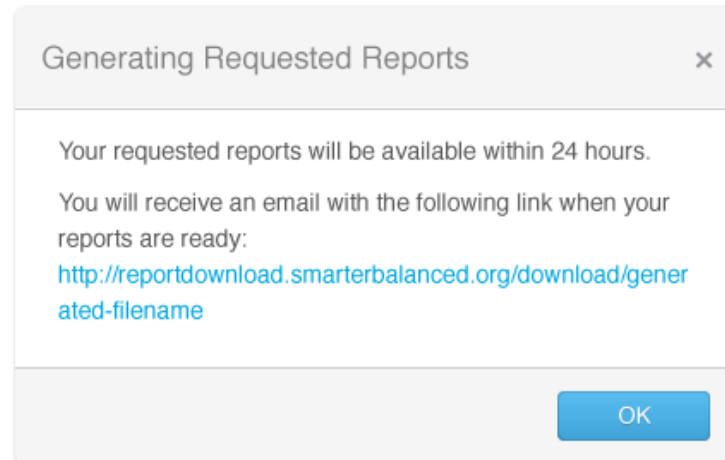 Generating Requested Reports ×
Your requested reports will be available within 24 hours.
You will receive an email with the following link when your
reports are ready:
http://reportdownload.smarterbalanced.org/download/gener
ated-filename
OK